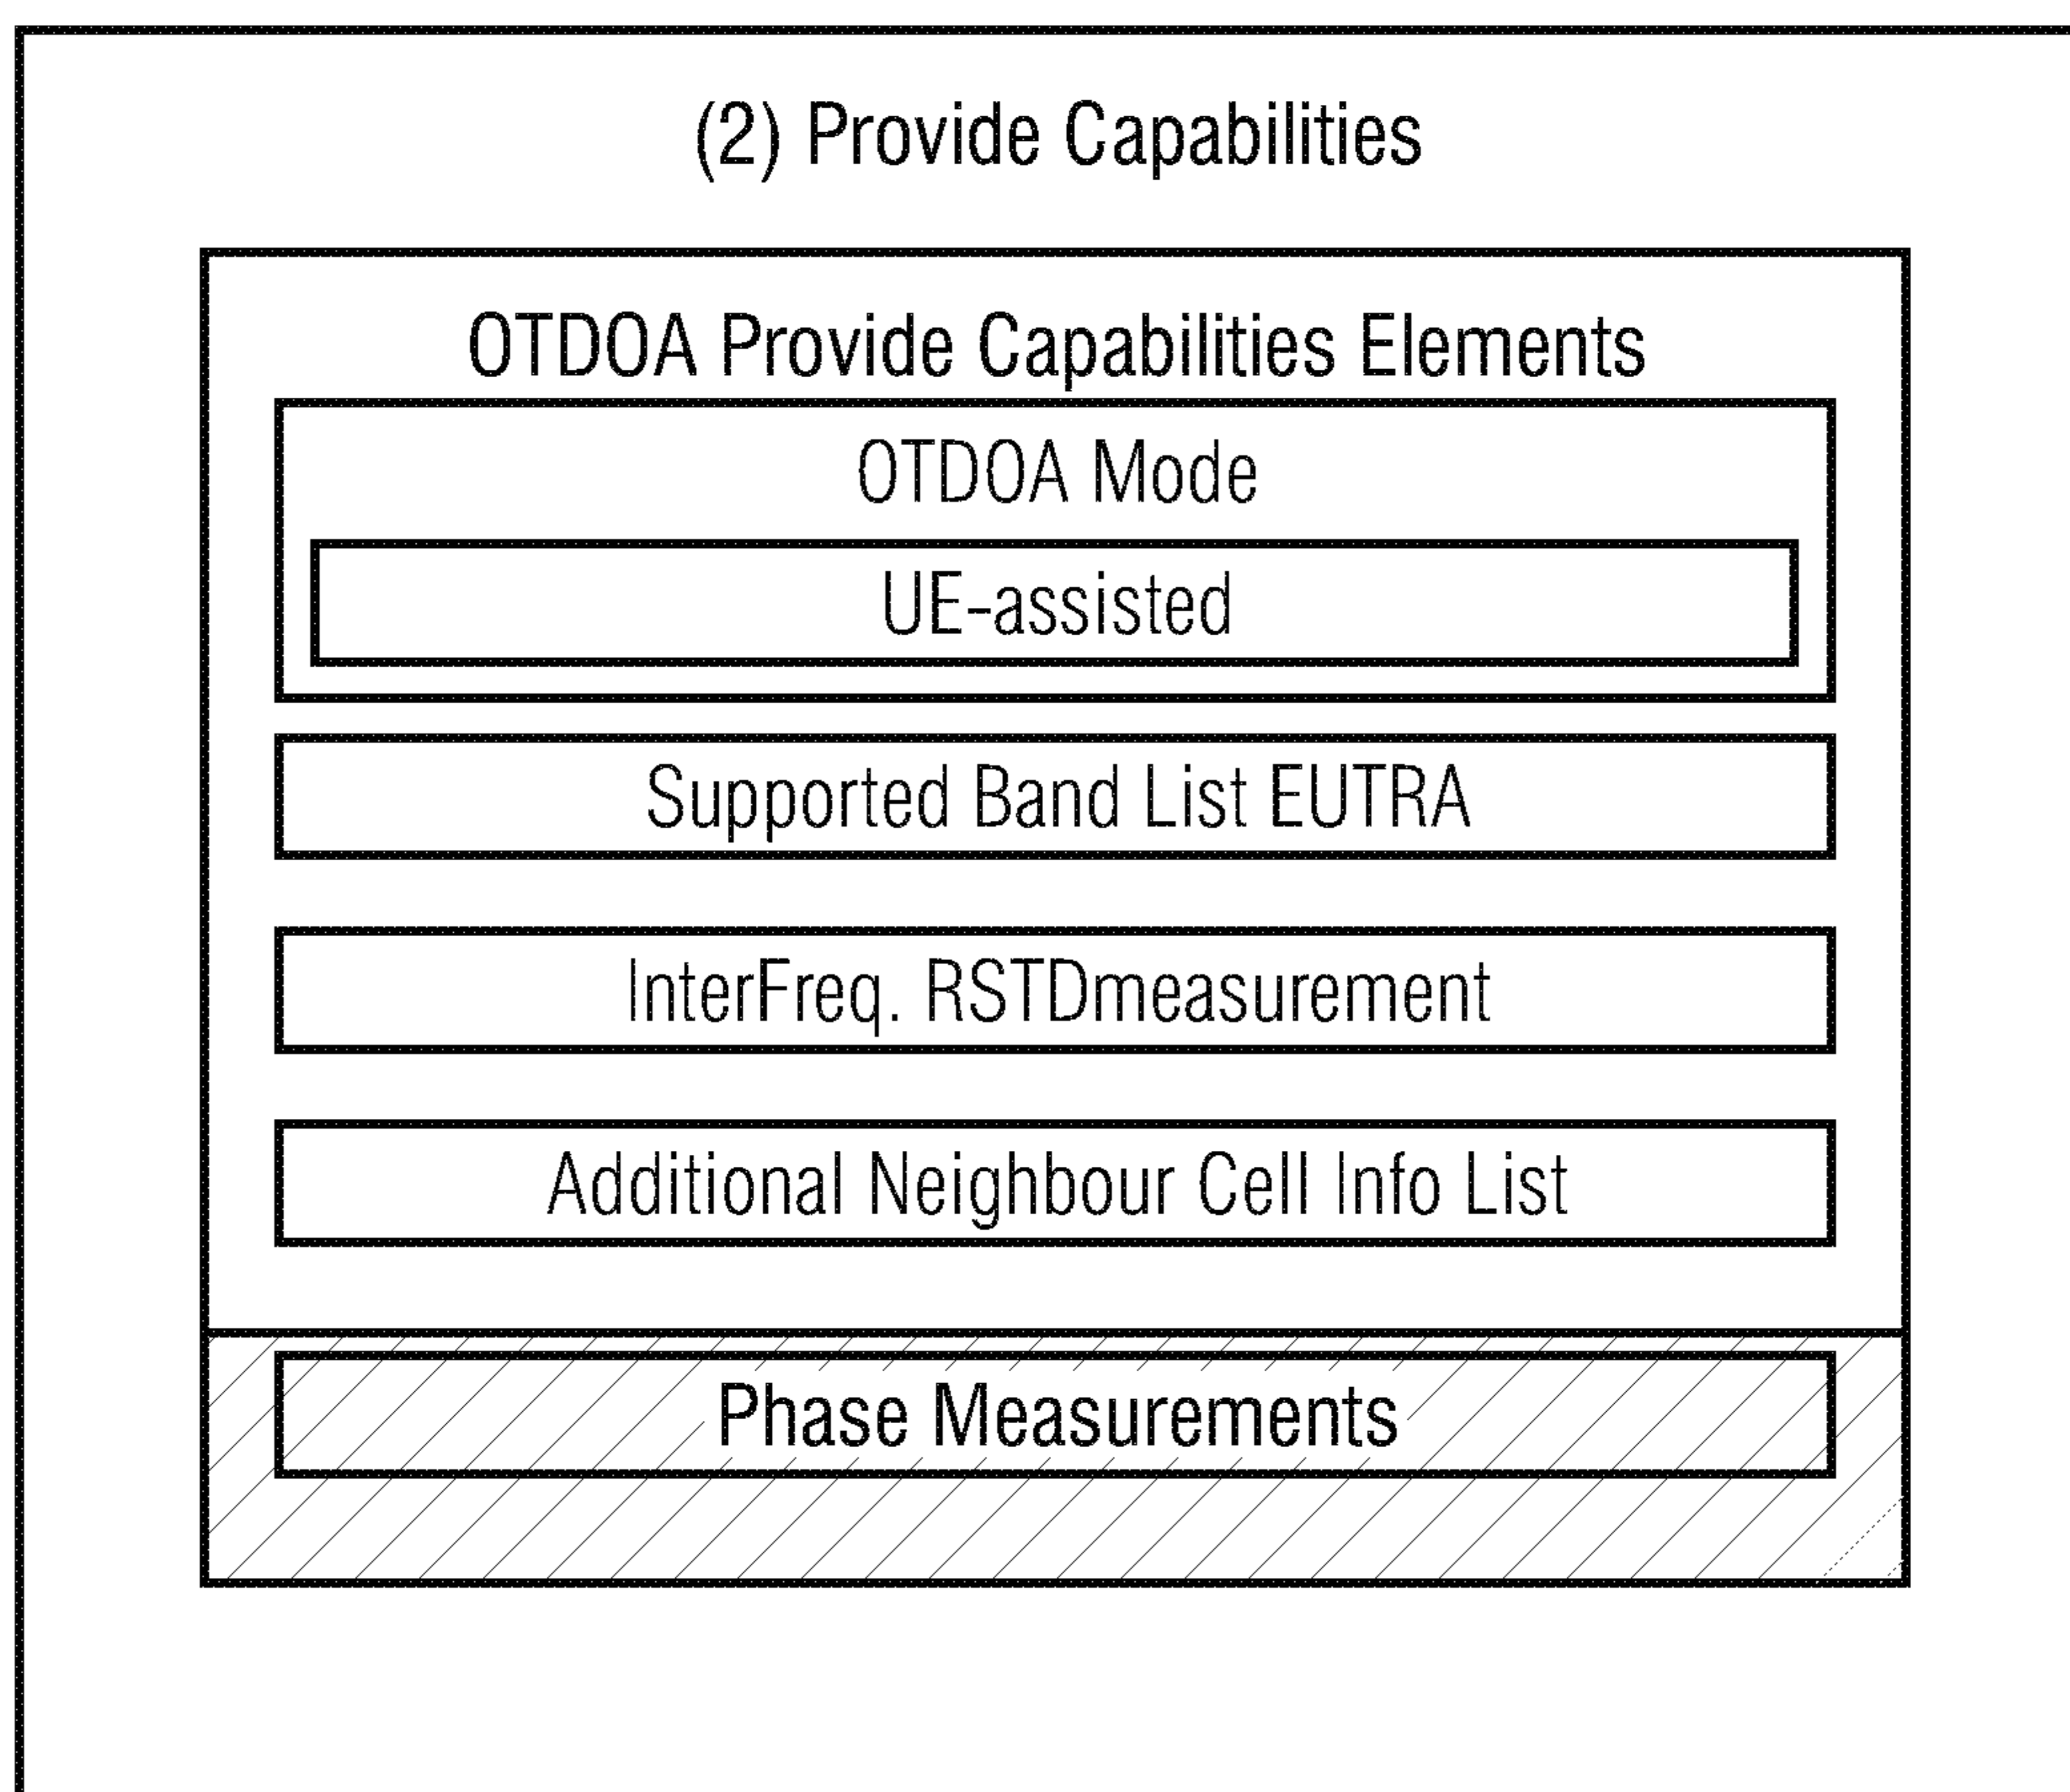 (2) Provide Capabilities
OTDOA Provide Capabilities Elements
OTDOA Mode
UE-assisted
Supported Band List EUTRA
InterFreq. RSTDmeasurement
Additional Neighbour Cell Info List
Phase Measurements